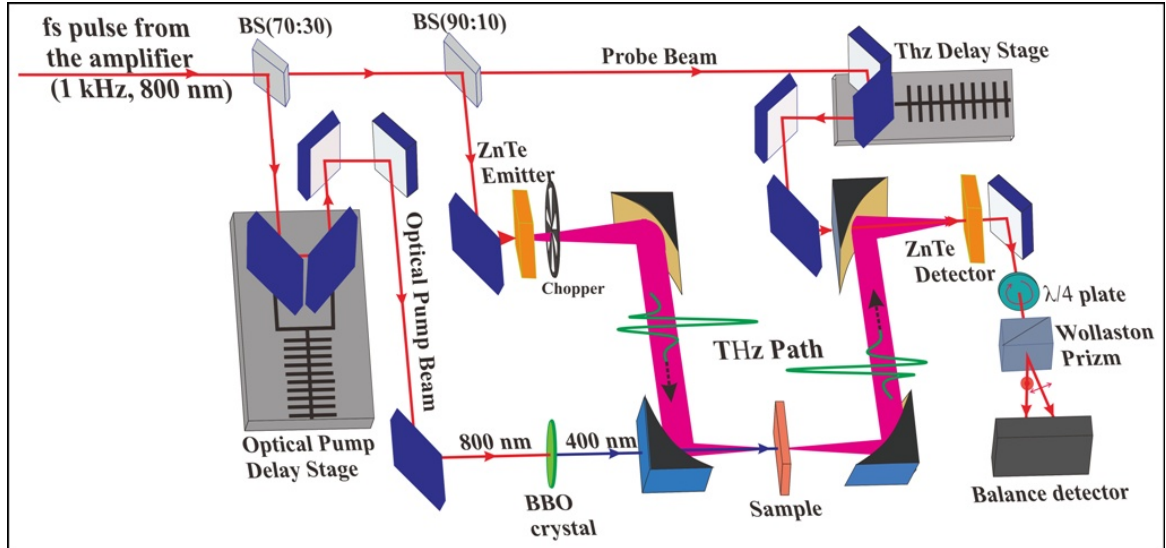 fs pulse from
the amplifier
(1 kHz, 800 nm)
BS(70:30)
BS(90:10)
Probe Beam
Thz Delay Stage
ZnTe
Emitter
Chopper
Optical Pump Beam
ZnTe
Detector
λ/4 plate
Wollaston
Prizm
THz Path
Optical Pump
Delay Stage
800 nm
400 nm
BBO
crystal
Sample
Balance detector